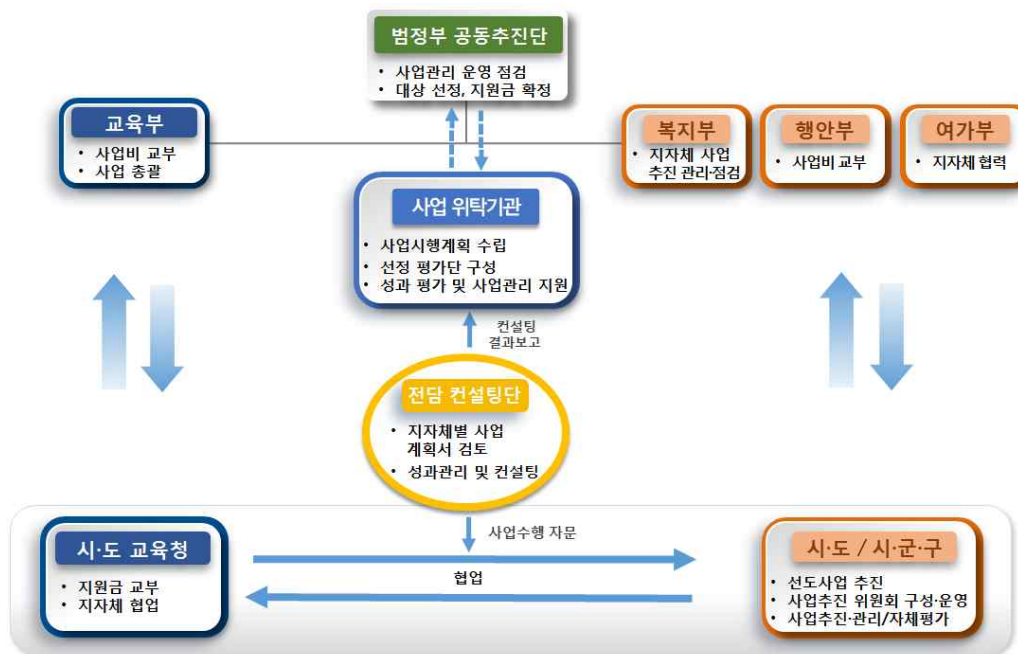 범정부 공동추진단
• 사업관리 운영 점검
• 대상 선정, 지원금 확정
교육부
• 사업비 교부
• 사업 총괄
복지부
• 지자체 사업
추진 관리·점검
행안부
• 사업비 교부
여가부
• 지자체 협력
사업 위탁기관
• 사업시행계획 수립
• 선정 평가단 구성
• 성과 평가 및 사업관리 지원
컨설팅
결과보고
전담 컨설팅단
• 지자체별 사업
계획서 검토
• 성과관리 및 컨설팅
사업수행 자문
시·도 교육청
• 지원금 교부
• 지자체 협업
협업
시·도 / 시·군·구
• 선도사업 추진
• 사업추진 위원회 구성·운영
• 사업추진·관리/자체평가